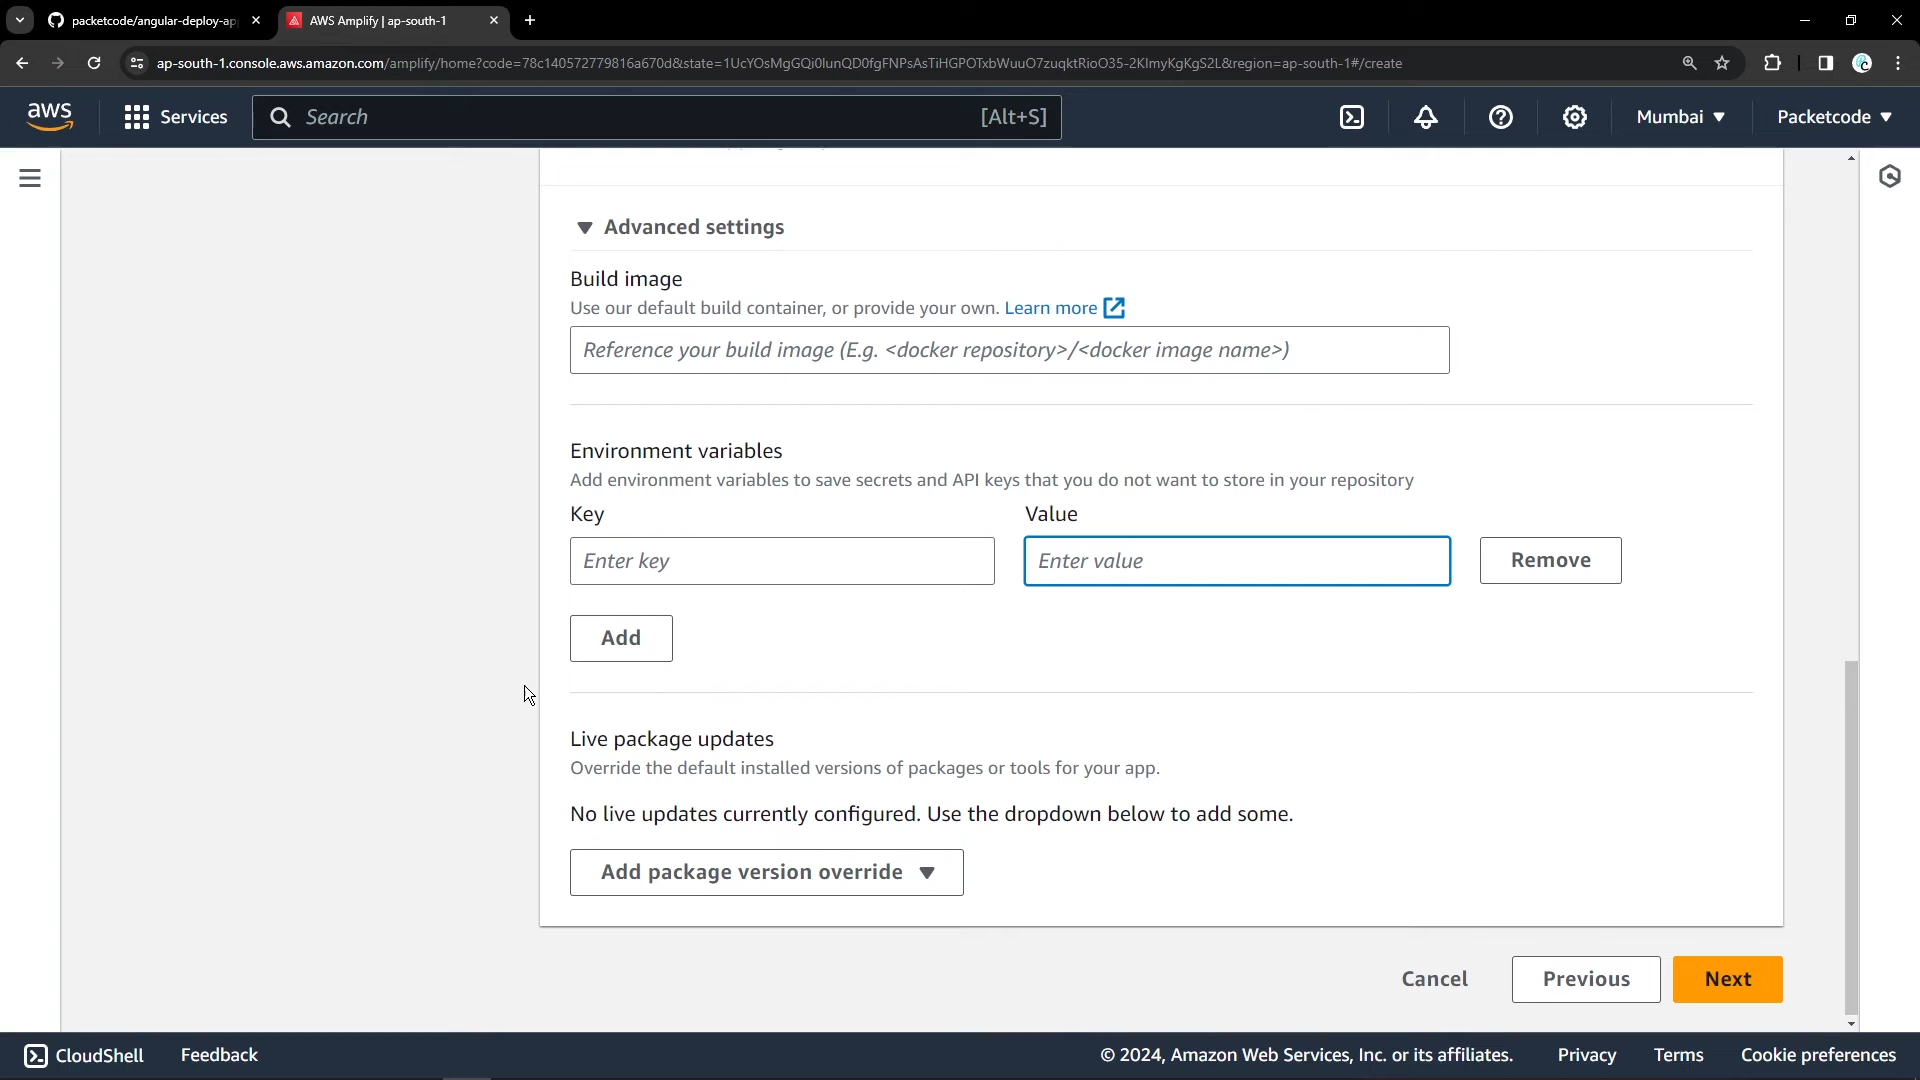 packetcode/angular-deploy-ap
AWS Amplify | ap-south-1
ap-south-1.console.aws.amazon.com/amplify/home?code=78c140572779816a670d&state=1UcYOsMgGQi0lunQD0fgFNPsAsTiHGPOTxbWuuO7zuqktRioO35-2KlmyKgKgS2L&region=ap-south-1#/create
aws
Services
Search
[Alt+S]
Mumbai
Packetcode
Advanced settings
Build image
Use our default build container, or provide your own. Learn more
Reference your build image (E.g. <docker repository>/<docker image name>)
Environment variables
Add environment variables to save secrets and API keys that you do not want to store in your repository
Key
Value
Enter key
Enter value
Remove
Add
Live package updates
Override the default installed versions of packages or tools for your app.
No live updates currently configured. Use the dropdown below to add some.
Add package version override
Cancel
Previous
Next
CloudShell
Feedback
© 2024, Amazon Web Services, Inc. or its affiliates.
Privacy
Terms
Cookie preferences